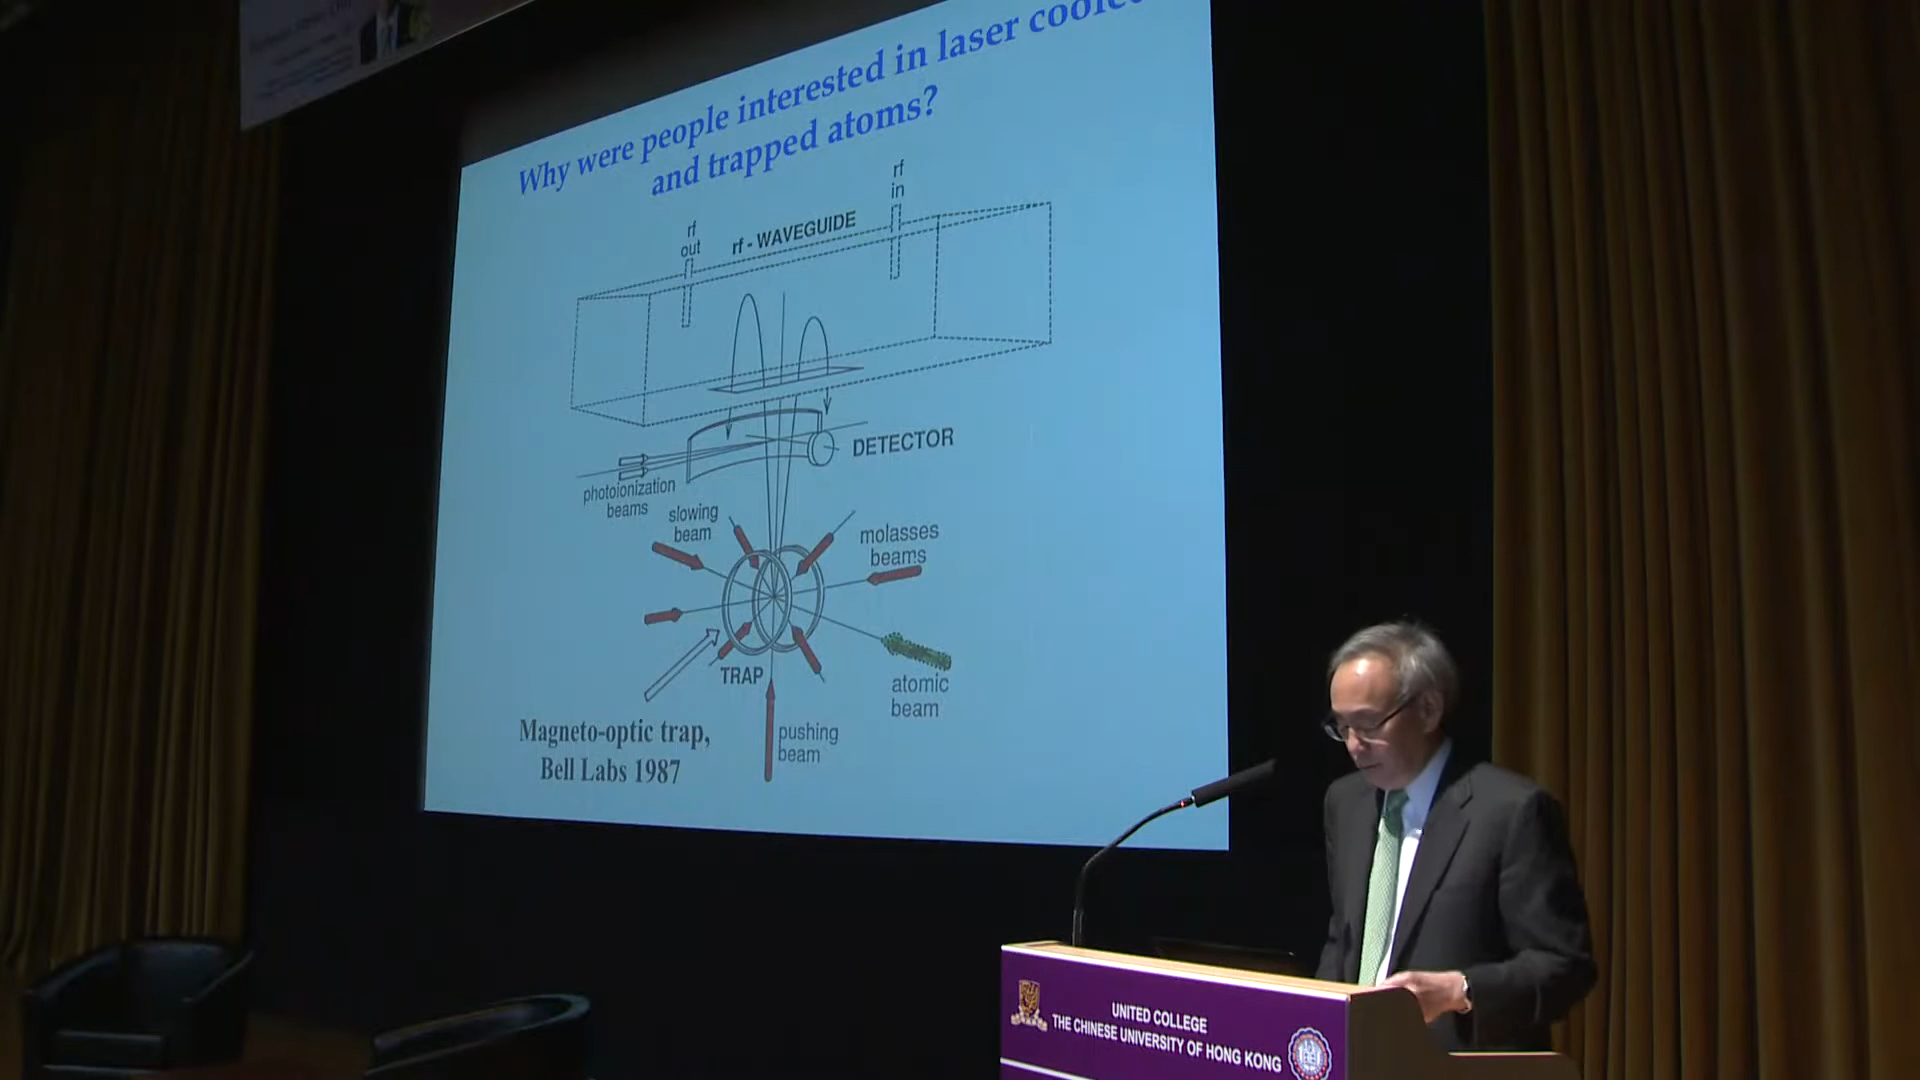 Why were people interested in laser
and trapped atoms?
rf
in
rf
out
rf - WAVEGUIDE
DETECTOR
photoionization
beams
slowing
beam
molasses
beams
TRAP
atomic
beam
pushing
beam
Magneto-optic trap,
Bell Labs 1987
UNITED COLLEGE
THE CHINESE UNIVERSITY OF HONG KONG